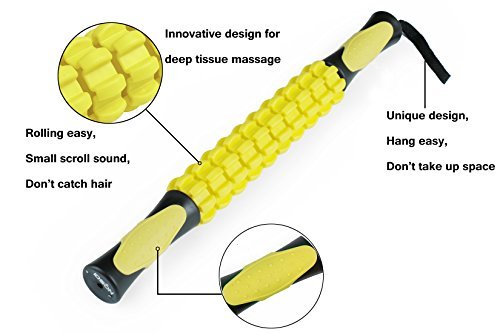 Innovative design for
deep tissue massage
Rolling easy,
Small scroll sound,
Don't catch hair
Unique design,
Hang easy,
Don't take up space